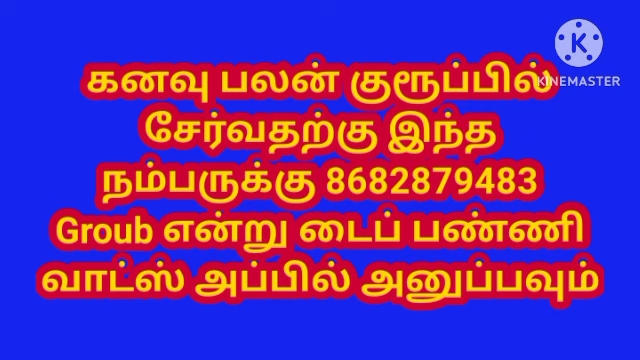 கனவு பலன் குரூப்பில்
சேர்வதற்கு இந்த
நம்பருக்கு 8682879483
Groub என்று டைப் பண்ணி
வாட்ஸ் அப்பில் அனுப்பவும்
K
KINEMASTER